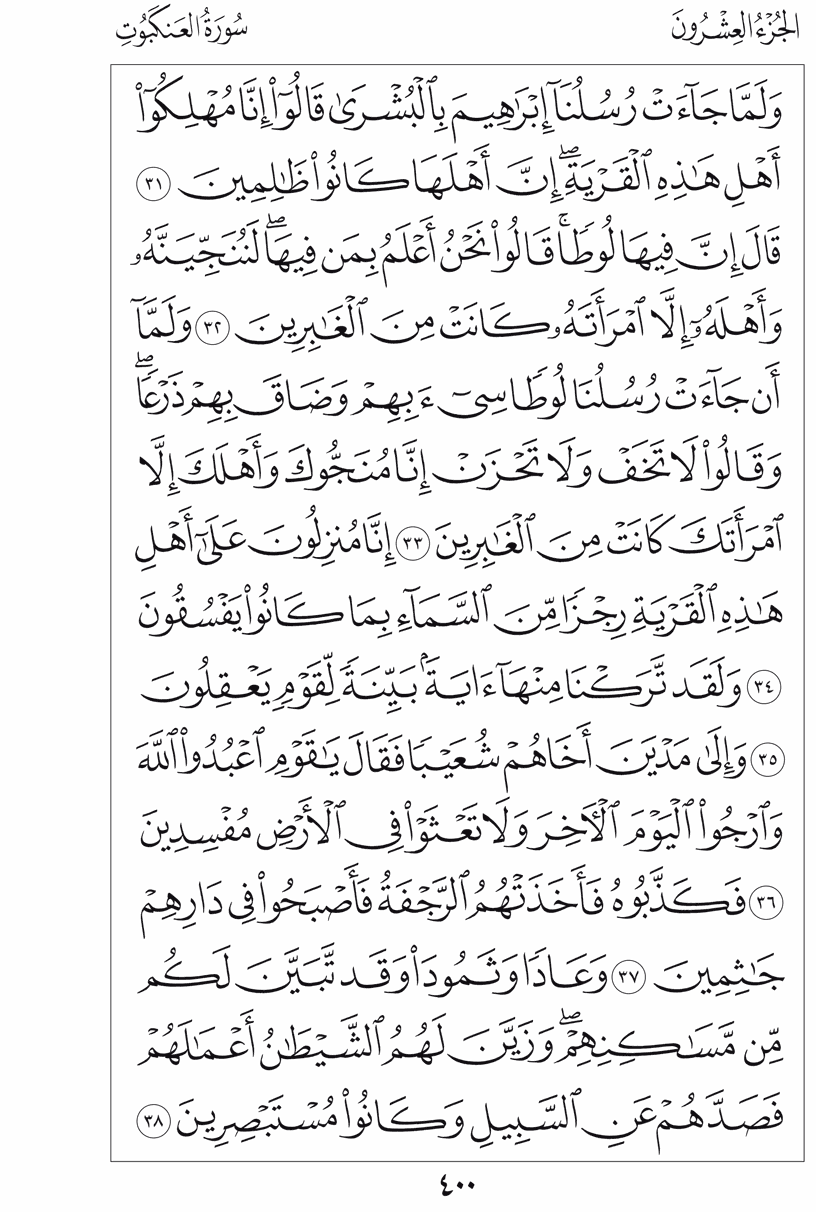 الجُزْءُ العِشْرُونَ
سُورَةُ العَنكَبُوتِ
وَلَمَّا جَآءَتْ رُسُلُنَآ إِبْرَٰهِيمَ بِٱلْبُشْرَىٰ قَالُوٓا۟ إِنَّا مُهْلِكُوٓا۟
أَهْلِ هَٰذِهِ ٱلْقَرْيَةِ ۖ إِنَّ أَهْلَهَا كَانُوا۟ ظَٰلِمِينَ ٣١
قَالَ إِنَّ فِيهَا لُوطًا ۚ قَالُوا۟ نَحْنُ أَعْلَمُ بِمَن فِيهَا ۖ لَنُنَجِّيَنَّهُۥ
وَأَهْلَهُۥٓ إِلَّا ٱمْرَأَتَهُۥ كَانَتْ مِنَ ٱلْغَٰبِرِينَ ٣٢ وَلَمَّآ
أَن جَآءَتْ رُسُلُنَا لُوطًا سِىٓءَ بِهِمْ وَضَاقَ بِهِمْ ذَرْعًا ۖ
وَقَالُوا۟ لَا تَخَفْ وَلَا تَحْزَنْ إِنَّا مُنَجُّوكَ وَأَهْلَكَ إِلَّا
ٱمْرَأَتَكَ كَانَتْ مِنَ ٱلْغَٰبِرِينَ ٣٣ إِنَّا مُنزِلُونَ عَلَىٰٓ أَهْلِ
هَٰذِهِ ٱلْقَرْيَةِ رِجْزًا مِّنَ ٱلسَّمَآءِ بِمَا كَانُوا۟ يَفْسُقُونَ
٣٤ وَلَقَد تَّرَكْنَا مِنْهَآ ءَايَةًۢ بَيِّنَةً لِّقَوْمٍ يَعْقِلُونَ
٣٥ وَإِلَىٰ مَدْيَنَ أَخَاهُمْ شُعَيْبًا فَقَالَ يَٰقَوْمِ ٱعْبُدُوا۟ ٱللَّهَ
وَٱرْجُوا۟ ٱلْيَوْمَ ٱلْءَاخِرَ وَلَا تَعْثَوْا۟ فِى ٱلْأَرْضِ مُفْسِدِينَ
٣٦ فَكَذَّبُوهُ فَأَخَذَتْهُمُ ٱلرَّجْفَةُ فَأَصْبَحُوا۟ فِى دَارِهِمْ
جَٰثِمِينَ ٣٧ وَعَادًا وَثَمُودَا۟ وَقَد تَّبَيَّنَ لَكُم
مِّن مَّسَٰكِنِهِمْ ۖ وَزَيَّنَ لَهُمُ ٱلشَّيْطَٰنُ أَعْمَٰلَهُمْ
فَصَدَّهُمْ عَنِ ٱلسَّبِيلِ وَكَانُوا۟ مُسْتَبْصِرِينَ ٣٨
٤٠٠